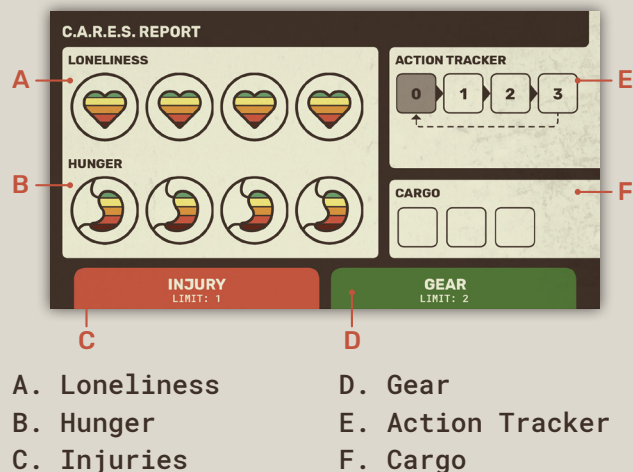 C.A.R.E.S. REPORT
LONELINESS
ACTION TRACKER
A
E
0 1 2 3
HUNGER
B
CARGO
F
INJURY
LIMIT: 1
GEAR
LIMIT: 2
C
D
A. Loneliness
B. Hunger
C. Injuries
D. Gear
E. Action Tracker
F. Cargo